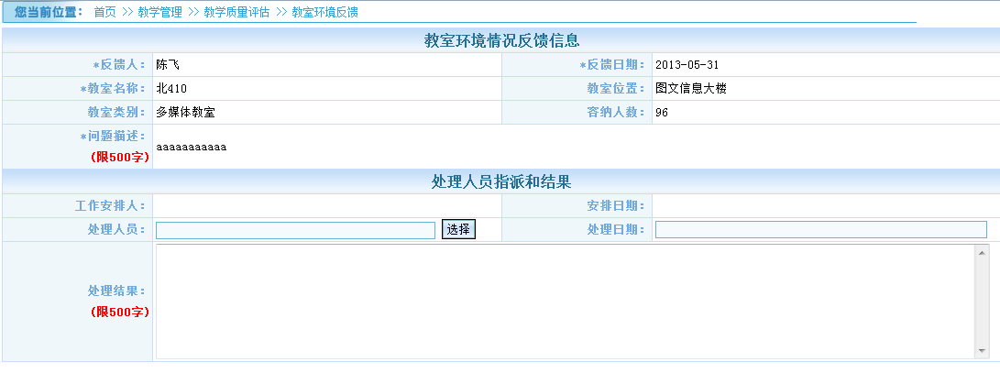 您当前位置： 首页 >> 教学管理 >> 教学质量评估 >> 教室环境反馈
教室环境情况反馈信息
*反馈人： 陈飞 *反馈日期： 2013-05-31
*教室名称： 北410 教室位置： 图文信息大楼
教室类别： 多媒体教室 容纳人数： 96
*问题描述：
(限500字)
aaaaaaaaaaa
处理人员指派和结果
工作安排人： 安排日期：
处理人员： 选择 处理日期：
处理结果：
(限500字)